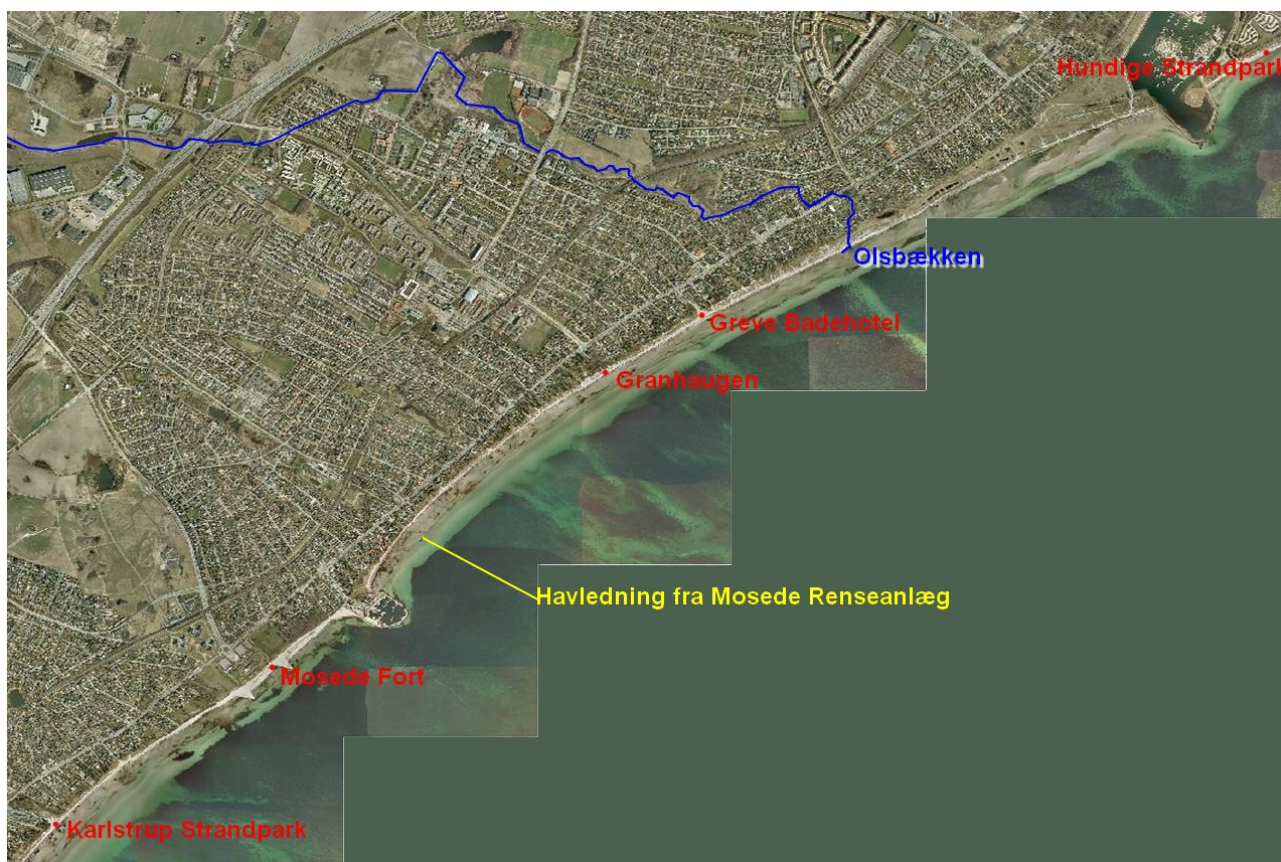 Hundige Strandpark
Olsbækken
Greve Badehotel
Granhaugen
Havledning fra Mosede Renseanlæg
Mosede Fort
Karlstrup Strandpark